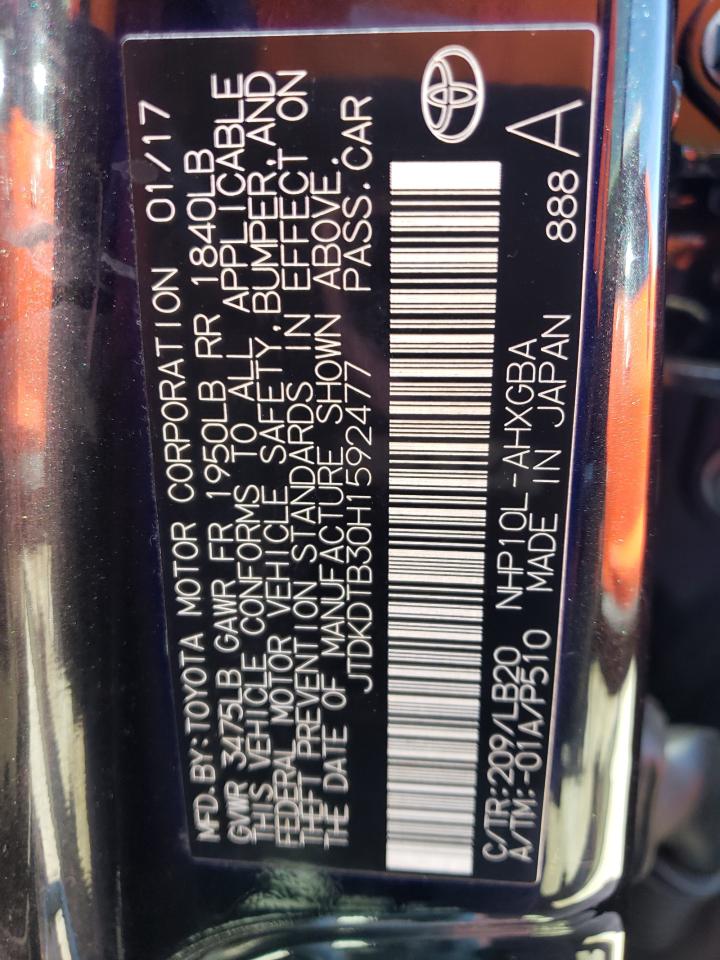 MFD.BY:TOYOTA MOTOR CORPORATION 01/17
GVWR 3475LB GAWR FR 1950LB RR 1840LB
THIS VEHICLE CONFORMS TO ALL APPLICABLE
FEDERAL MOTOR VEHICLE SAFETY,BUMPER,AND
THEFT PREVENTION STANDARDS IN EFFECT ON
THE DATE OF MANUFACTURE SHOWN ABOVE.
JTDKDTB30H1592477 PASS.CAR
C/TR:209/LB20 NHP10L-AHXGBA
A/TM:-01A/P510 MADE IN JAPAN 888 A